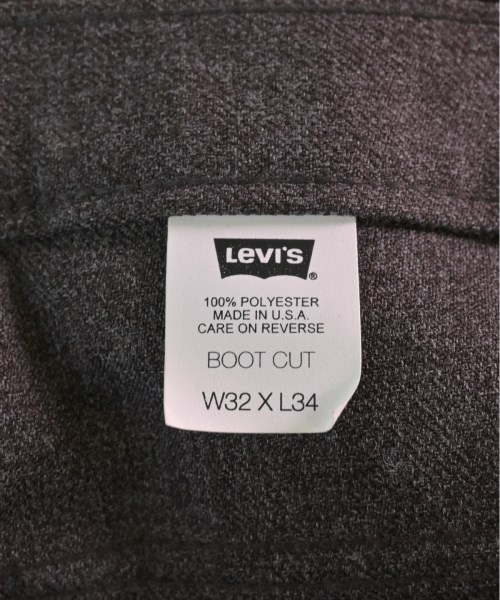 LEVI'S®
100% POLYESTER
MADE IN U.S.A.
CARE ON REVERSE
BOOT CUT
W32 X L34